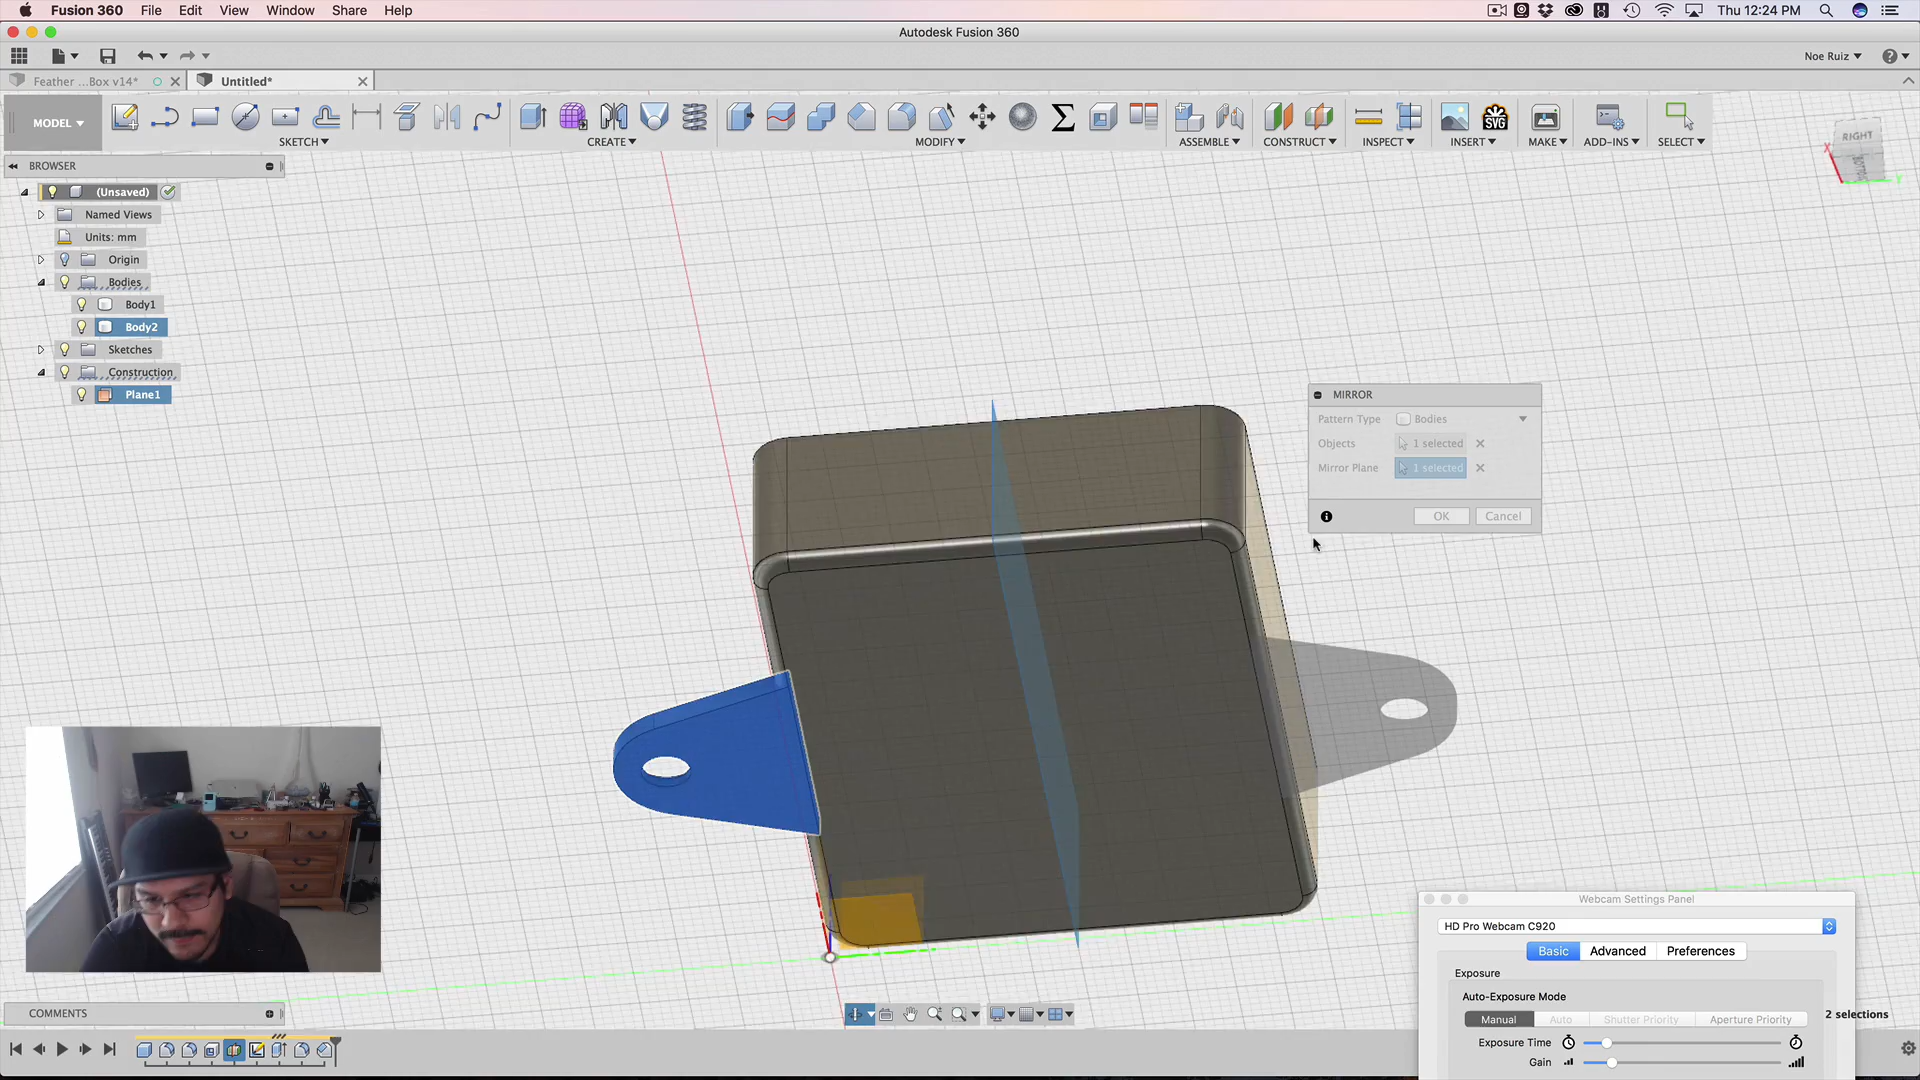 Fusion 360 File Edit View Window Share Help Thu 12:24 PM
Autodesk Fusion 360
Noe Ruiz
Feather ...Box v14* Untitled*
MODEL
SVG
SKETCH CREATE MODIFY ASSEMBLE CONSTRUCT INSPECT INSERT MAKE ADD-INS SELECT
RIGHT
BOTTOM
X
Y
BROWSER
(Unsaved)
Named Views
Units: mm
Origin
Bodies
Body1
Body2
Sketches
Construction
Plane1
MIRROR
Pattern Type Bodies
Objects 1 selected
Mirror Plane 1 selected
OK Cancel
Webcam Settings Panel
HD Pro Webcam C920
Basic Advanced Preferences
Exposure
Auto-Exposure Mode
Manual Auto Shutter Priority Aperture Priority
Exposure Time
Gain
2 selections
COMMENTS